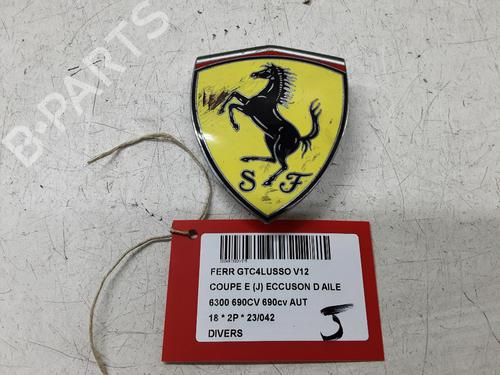 B-PARTS
S F
FERR GTC4LUSSO V12
COUPE E (J) ECCUSON D AILE
6300 690CV 690cv AUT
18 * 2P * 23/042
DIVERS